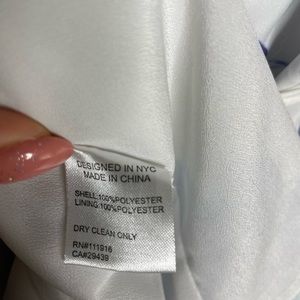 DESIGNED IN NYC
MADE IN CHINA
SHELL:100%POLYESTER
LINING:100%POLYESTER
DRY CLEAN ONLY
RN#111916
CA#29439